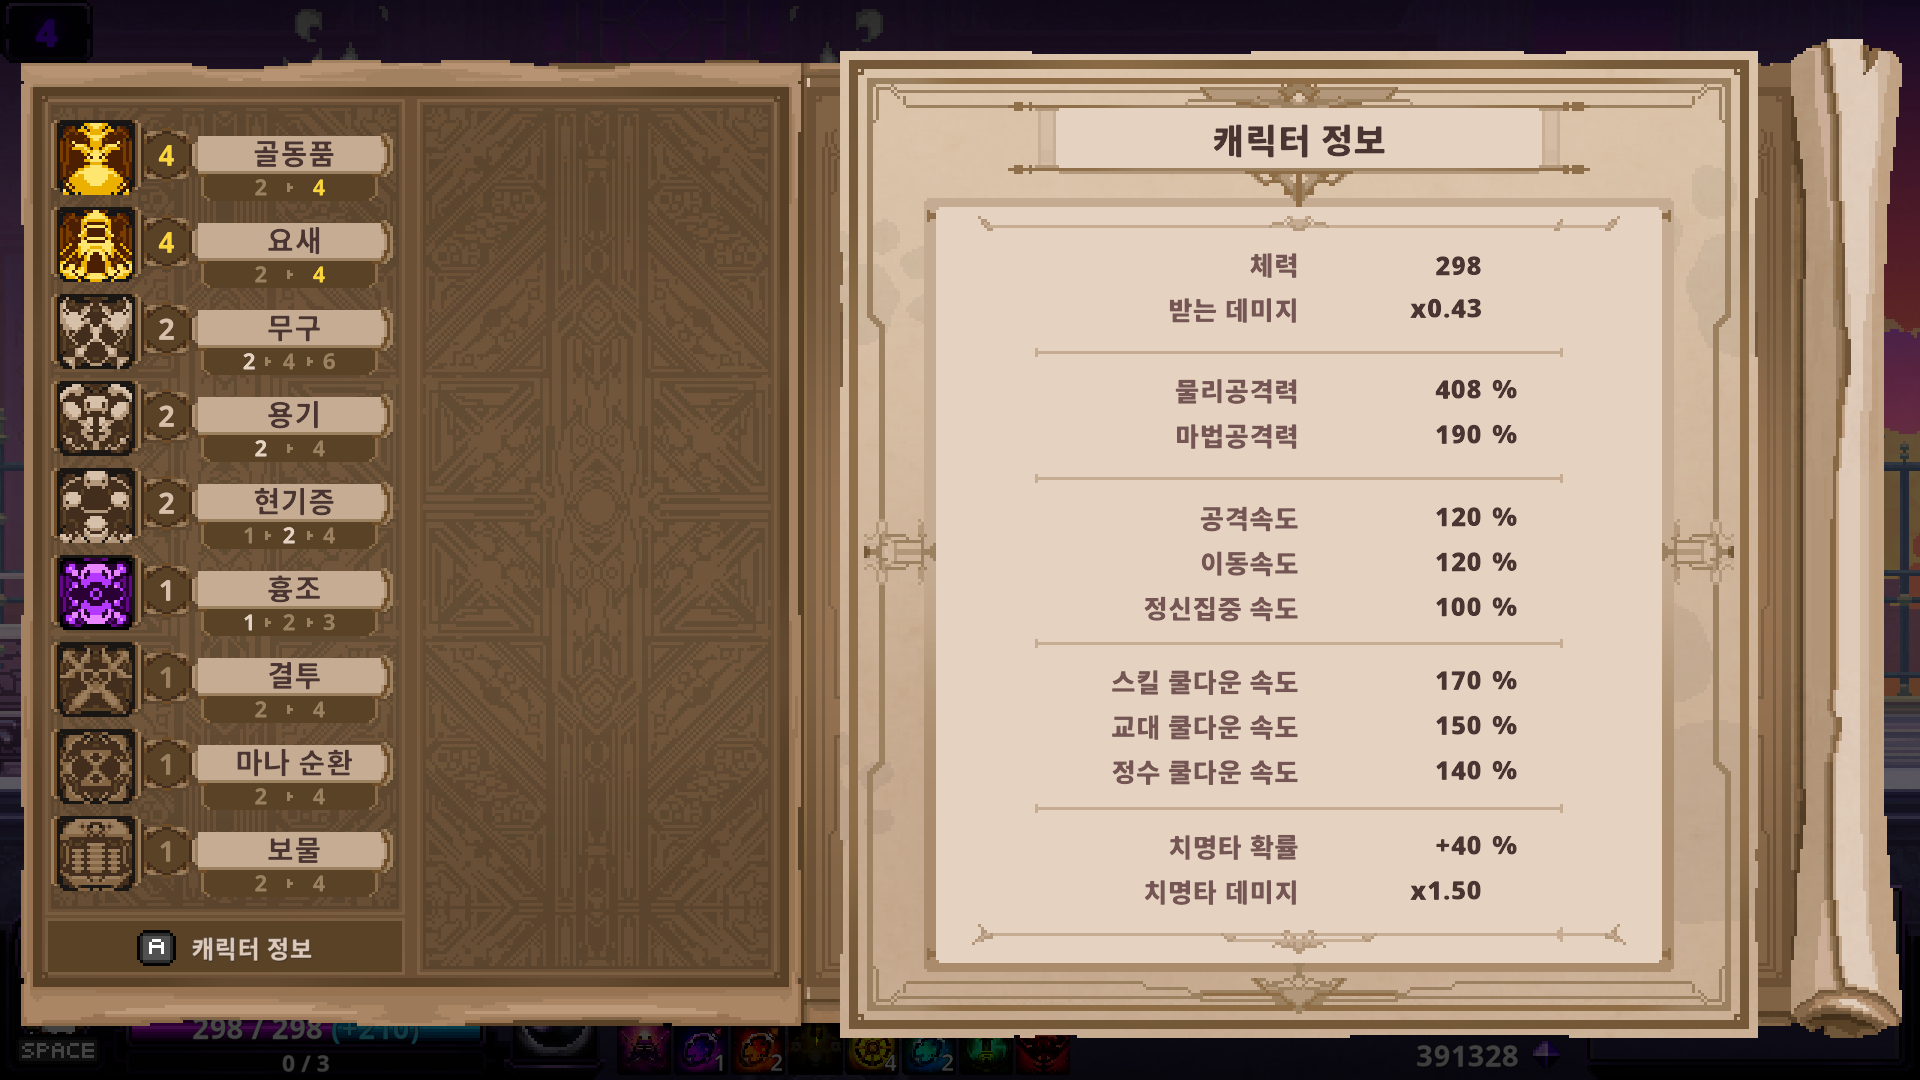 4
4 골동품
2 4
4 요새
2 4
2 무구
2 4 6
2 용기
2 4
2 현기증
1 2 4
1 흉조
1 2 3
1 결투
2 4
1 마나 순환
2 4
1 보물
2 4
A 캐릭터 정보
캐릭터 정보
체력 298
받는 데미지 x0.43
물리공격력 408 %
마법공격력 190 %
공격속도 120 %
이동속도 120 %
정신집중 속도 100 %
스킬 쿨다운 속도 170 %
교대 쿨다운 속도 150 %
정수 쿨다운 속도 140 %
치명타 확률 +40 %
치명타 데미지 x1.50
298 / 298 (+210)
SPACE
0 / 3
1 2 4 2
391328